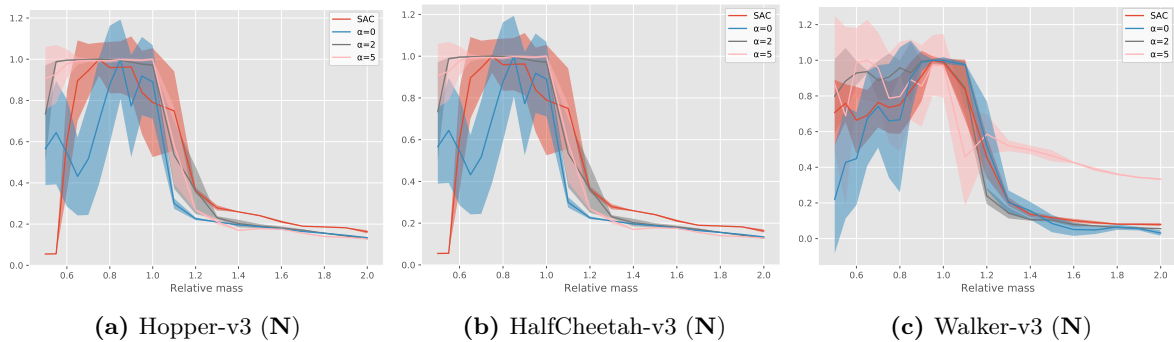 1.2
1.0
0.8
0.6
0.4
0.2
0.0
0.6 0.8 1.0 1.2 1.4 1.6 1.8 2.0
Relative mass
SAC
α=0
α=2
α=5
(a) Hopper-v3 (N)
1.2
1.0
0.8
0.6
0.4
0.2
0.0
0.6 0.8 1.0 1.2 1.4 1.6 1.8 2.0
Relative mass
SAC
α=0
α=2
α=5
(b) HalfCheetah-v3 (N)
1.2
1.0
0.8
0.6
0.4
0.2
0.0
0.6 0.8 1.0 1.2 1.4 1.6 1.8 2.0
Relative mass
SAC
α=0
α=2
α=5
(c) Walker-v3 (N)